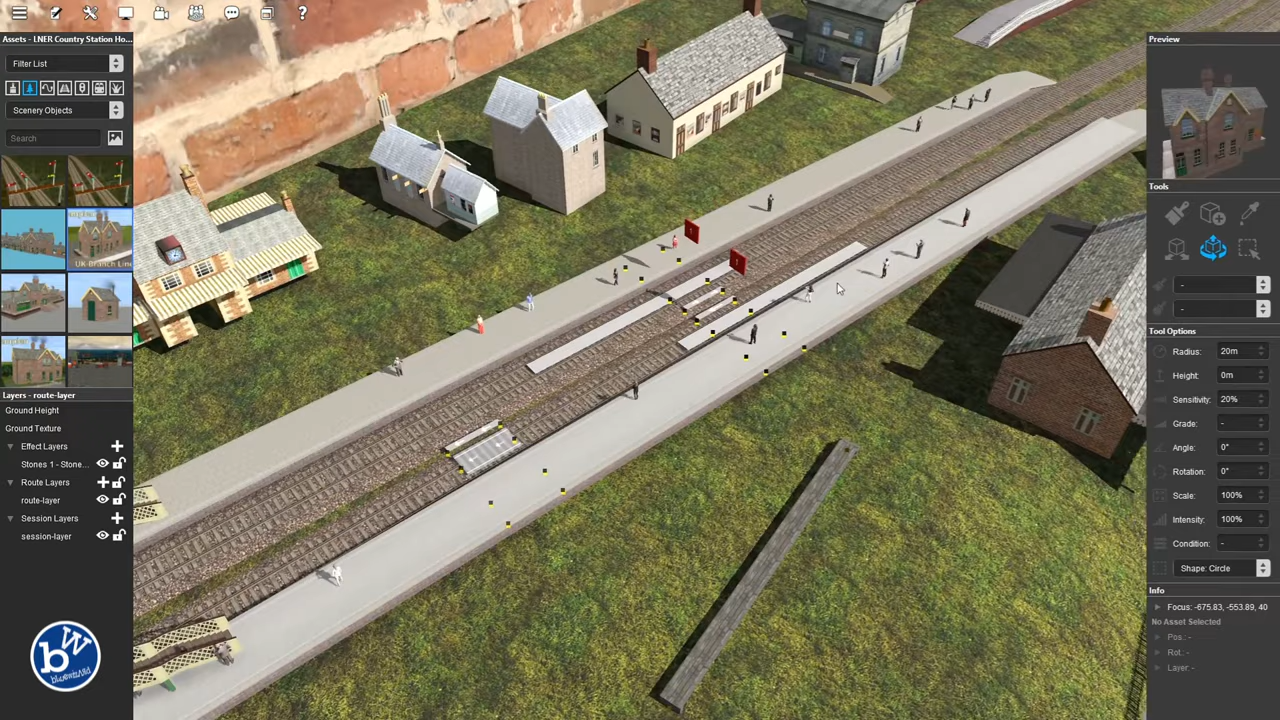 Assets - LNER Country Station Ho...
Filter List
Scenery Objects
Search
UK Branch Line
Layers - route-layer
Ground Height
Ground Texture
Effect Layers
Stones 1 - Stone...
Route Layers
route-layer
Session Layers
session-layer
bW
bluewizard
Preview
Tools
-
-
Tool Options
Radius: 20m
Height: 0m
Sensitivity: 20%
Grade: -
Angle: 0°
Rotation: 0°
Scale: 100%
Intensity: 100%
Condition: -
Shape: Circle
Info
Focus: -675.83, -553.89, 40
No Asset Selected
Pos.: -
Rot.: -
Layer: -